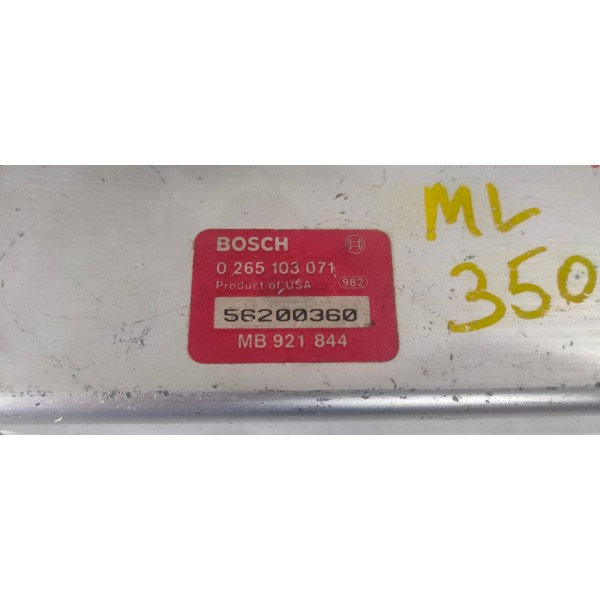 BOSCH
0 265 103 071
Product of USA 982
56200360
MB 921 844
ML
350